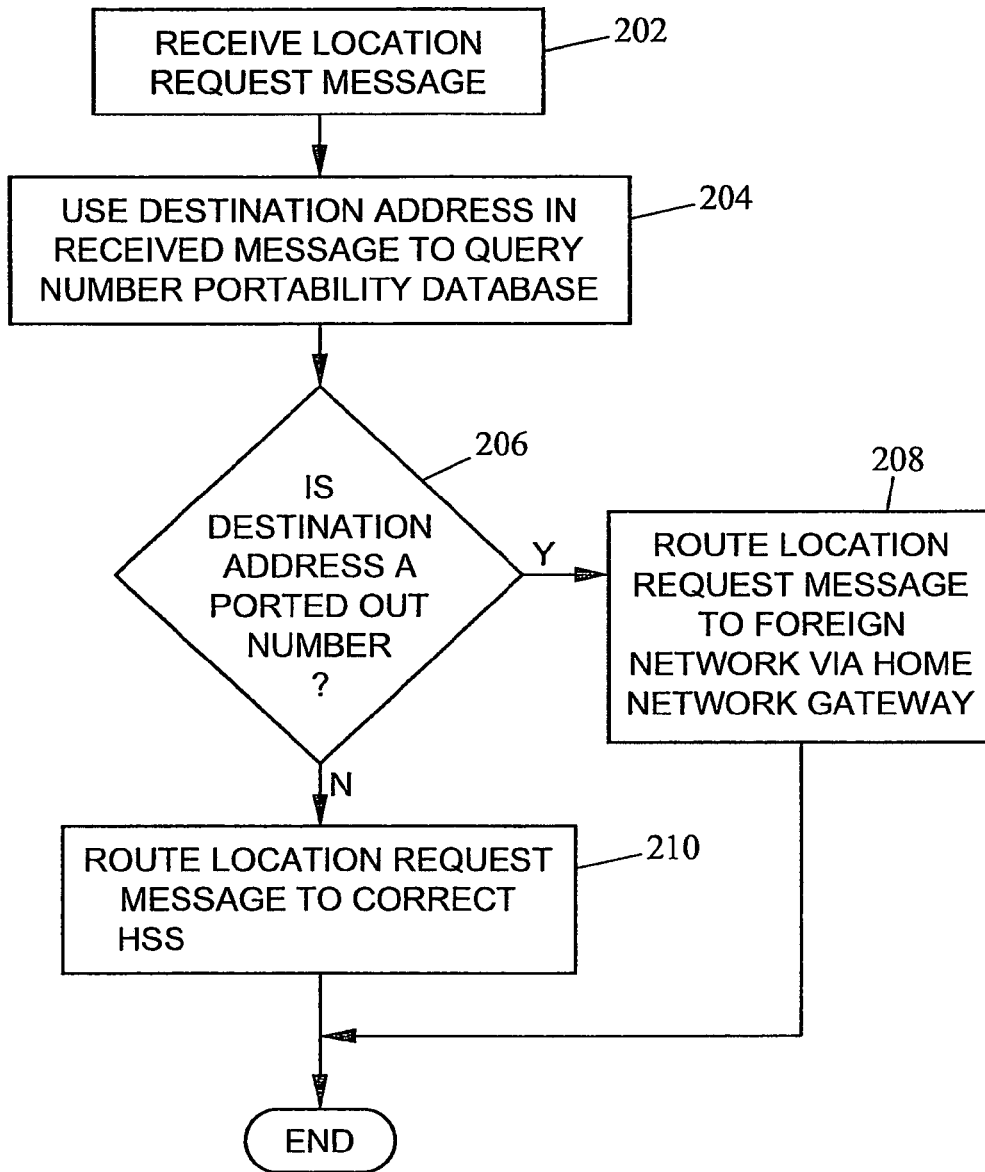 RECEIVE LOCATION
REQUEST MESSAGE
202
USE DESTINATION ADDRESS IN
RECEIVED MESSAGE TO QUERY
NUMBER PORTABILITY DATABASE
204
IS
DESTINATION
ADDRESS A
PORTED OUT
NUMBER
?
206
Y
N
208
ROUTE LOCATION
REQUEST MESSAGE
TO FOREIGN
NETWORK VIA HOME
NETWORK GATEWAY
ROUTE LOCATION REQUEST
MESSAGE TO CORRECT
HSS
210
END